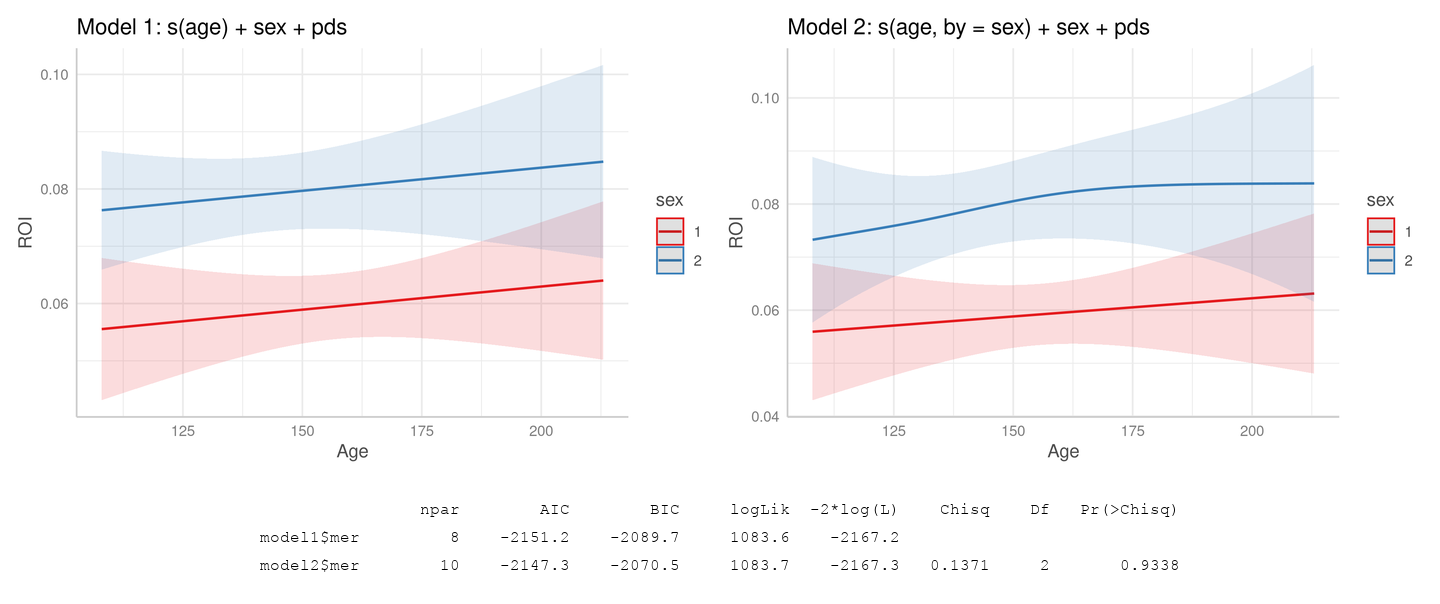 Model 1: s(age) + sex + pds
0.10
0.08
0.06
ROI
125 150 175 200
Age
sex
1
2
Model 2: s(age, by = sex) + sex + pds
0.10
0.08
0.06
0.04
ROI
125 150 175 200
Age
sex
1
2
npar AIC BIC logLik -2*log(L) Chisq Df Pr(>Chisq)
model1$mer 8 -2151.2 -2089.7 1083.6 -2167.2
model2$mer 10 -2147.3 -2070.5 1083.7 -2167.3 0.1371 2 0.9338